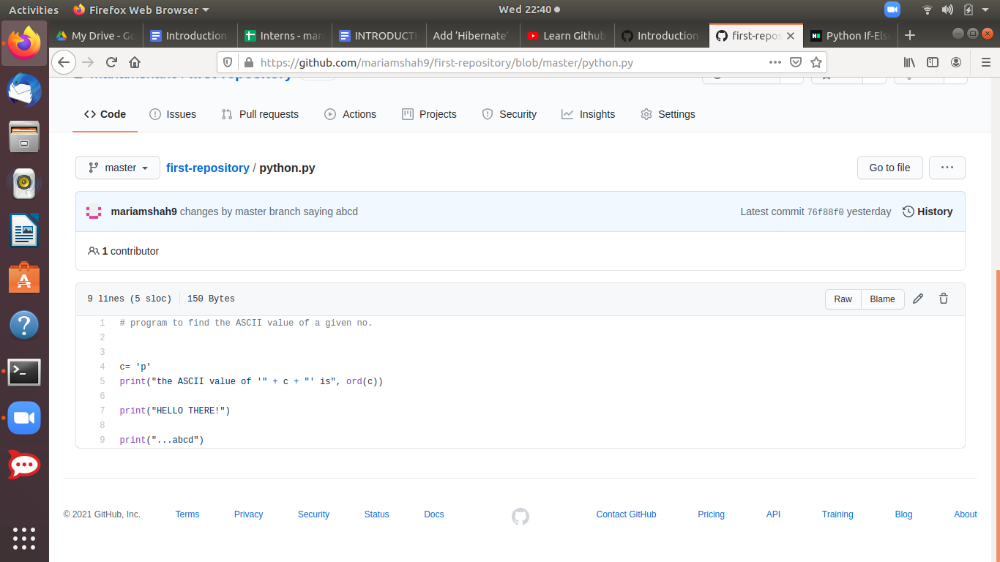 Activities Firefox Web Browser Wed 22:40
My Drive - Go Introduction Interns - mar INTRODUCTI Add ‘Hibernate’ Learn Github Introduction first-repos Python If-Els
https://github.com/mariamshah9/first-repository/blob/master/python.py
Code Issues Pull requests Actions Projects Security Insights Settings
master first-repository / python.py Go to file
mariamshah9 changes by master branch saying abcd Latest commit 76f88f0 yesterday History
1 contributor
9 lines (5 sloc) 150 Bytes Raw Blame
1 # program to find the ASCII value of a given no.
2
3
4 c= 'p'
5 print("the ASCII value of '" + c + "' is", ord(c))
6
7 print("HELLO THERE!")
8
9 print("...abcd")
© 2021 GitHub, Inc. Terms Privacy Security Status Docs Contact GitHub Pricing API Training Blog About